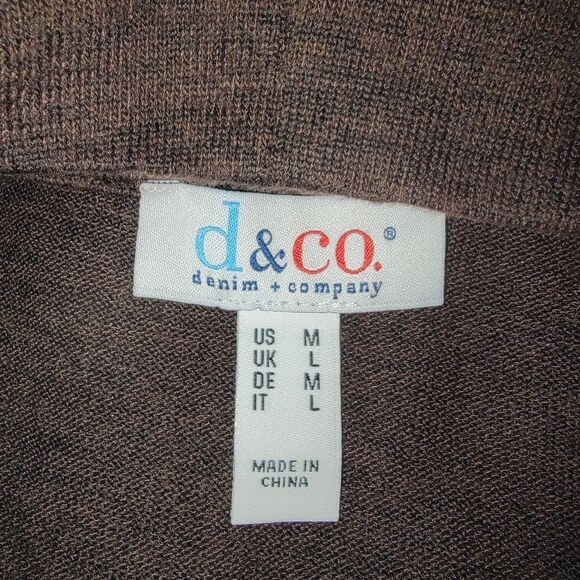 d&co.®
denim + company
US M
UK L
DE M
IT L
MADE IN
CHINA